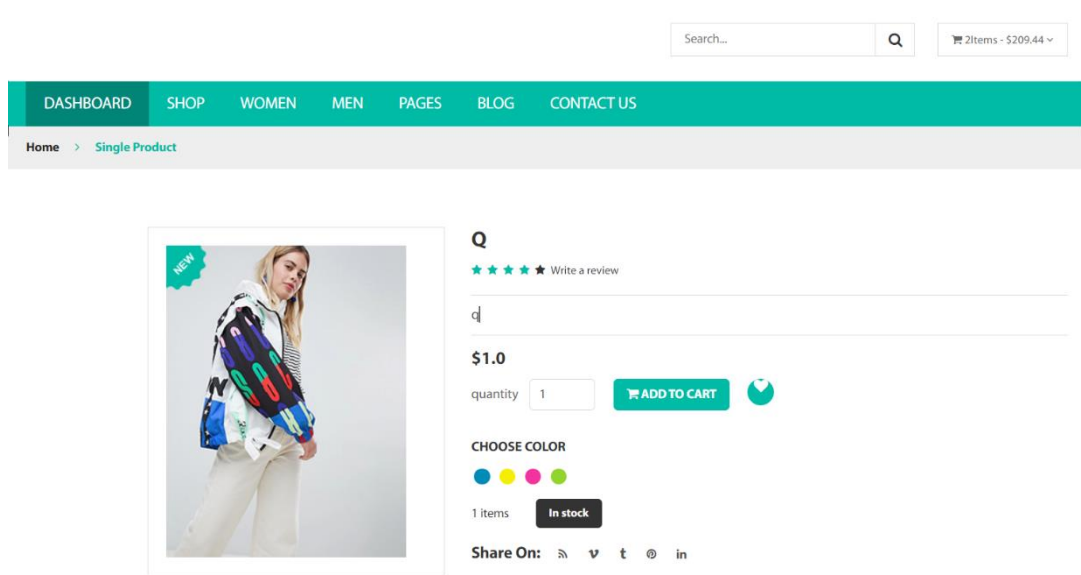 Search...
2Items - $209.44
DASHBOARD SHOP WOMEN MEN PAGES BLOG CONTACT US
Home > Single Product
NEW
Q
Write a review
q
$1.0
quantity 1 ADD TO CART
CHOOSE COLOR
1 items In stock
Share On: